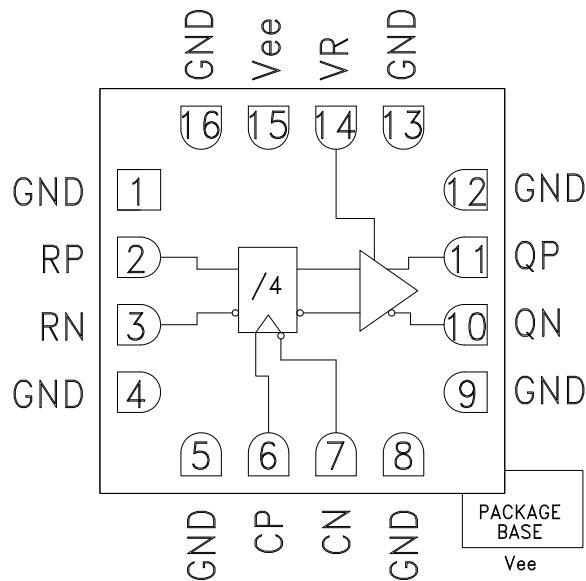 GND Vee VR GND
16 15 14 13
GND 1 12 GND
RP 2 11 QP
/4
RN 3 10 QN
GND 4 9 GND
5 6 7 8
GND CP CN GND
PACKAGE
BASE
Vee